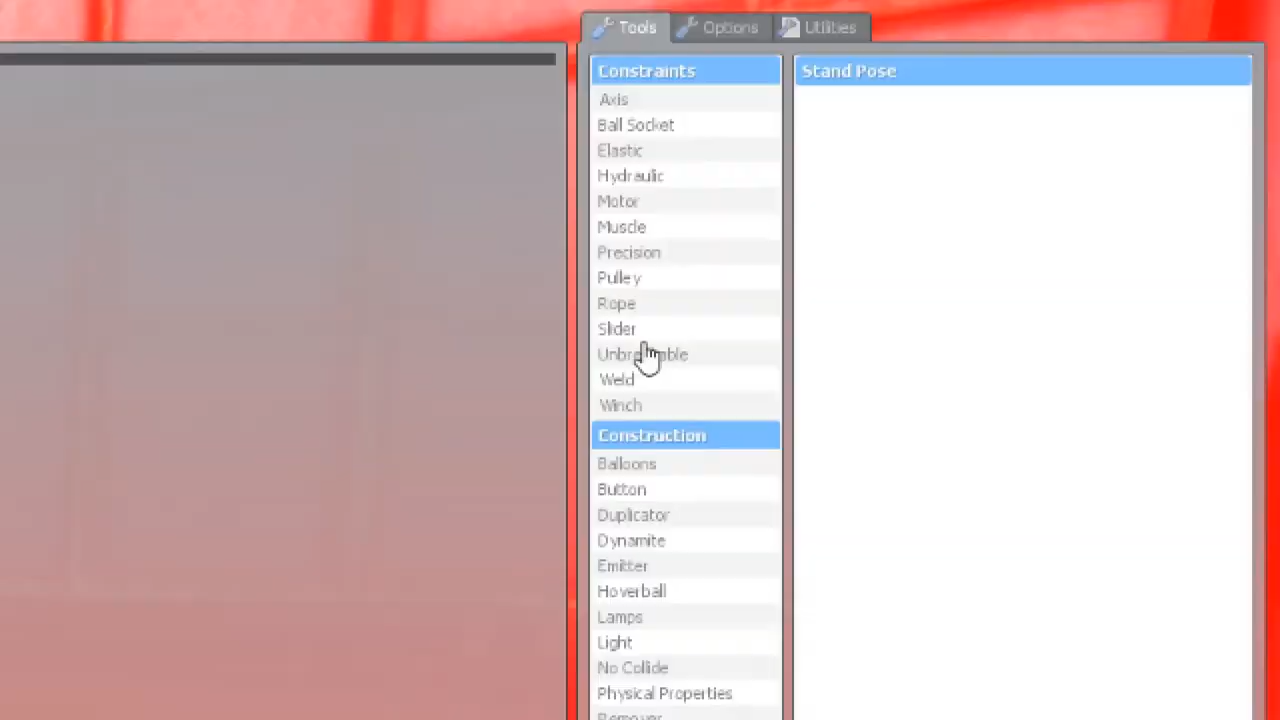 Tools
Options
Utilities
Constraints
Axis
Ball Socket
Elastic
Hydraulic
Motor
Muscle
Precision
Pulley
Rope
Slider
Weld
Winch
Construction
Balloons
Button
Duplicator
Dynamite
Emitter
Hoverball
Lamps
Light
No Collide
Physical Properties
Remover
Stand Pose